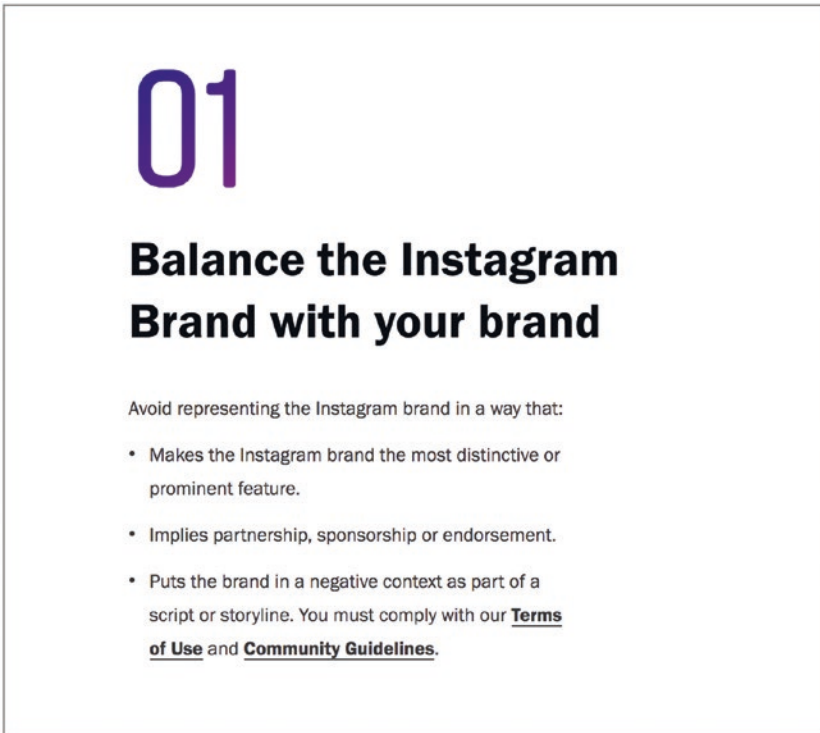 01
Balance the Instagram
Brand with your brand
Avoid representing the Instagram brand in a way that:
• Makes the Instagram brand the most distinctive or
prominent feature.
• Implies partnership, sponsorship or endorsement.
• Puts the brand in a negative context as part of a
script or storyline. You must comply with our Terms
of Use and Community Guidelines.